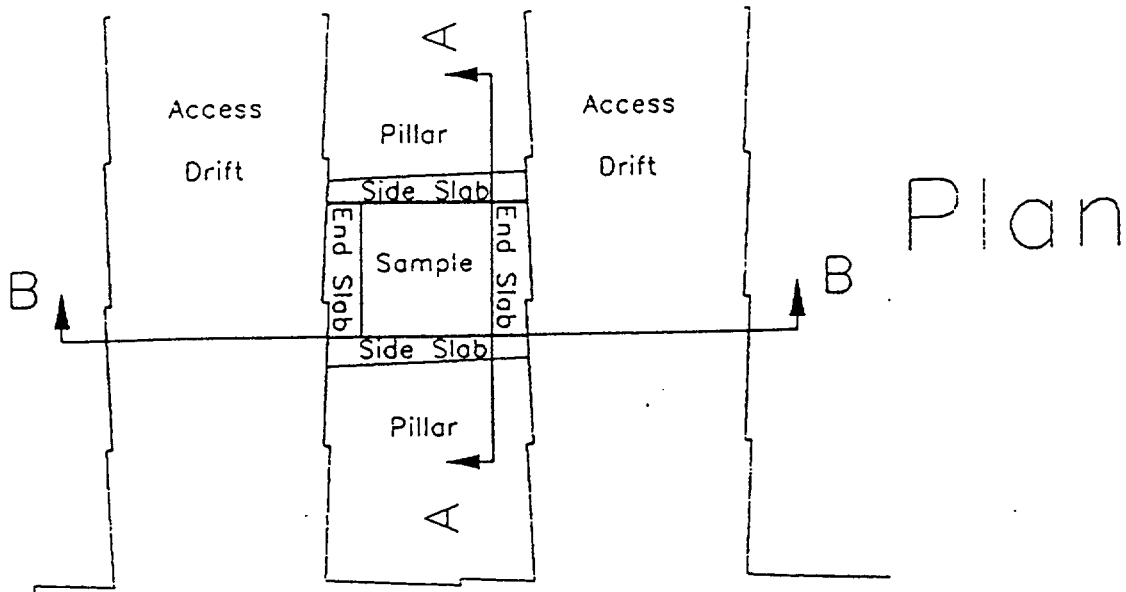 A
Access
Drift
Pillar
Access
Drift
Side Slab
End Slab
Sample
End Slab
Plan
B
B
Side Slab
Pillar
A